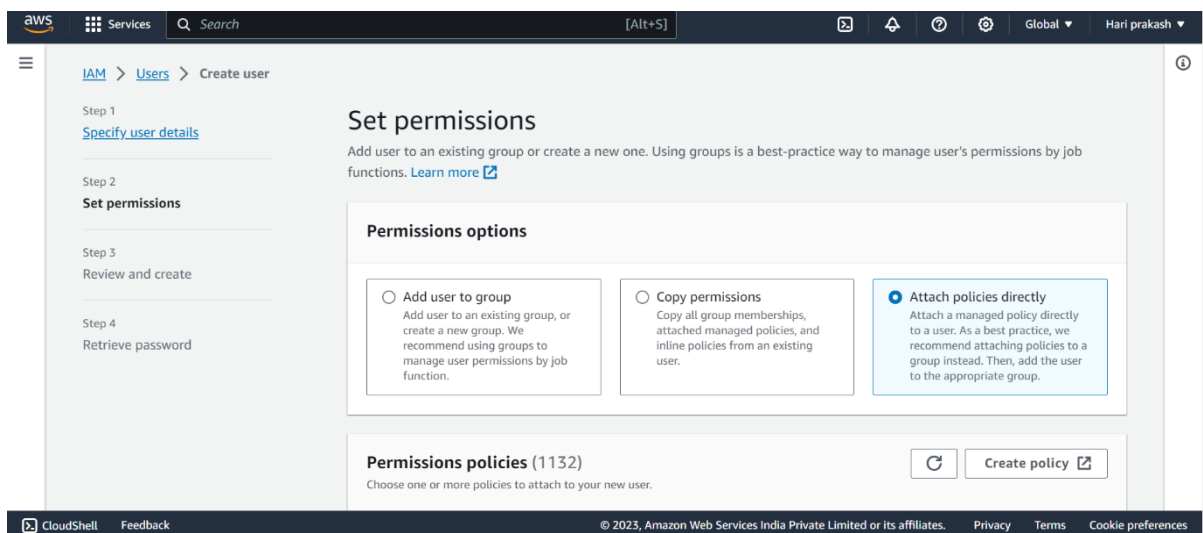 aws
Services
Search
[Alt+S]
Global
Hari prakash
IAM > Users > Create user
Step 1
Specify user details
Step 2
Set permissions
Step 3
Review and create
Step 4
Retrieve password
Set permissions
Add user to an existing group or create a new one. Using groups is a best-practice way to manage user's permissions by job
functions. Learn more
Permissions options
Add user to group
Add user to an existing group, or
create a new group. We
recommend using groups to
manage user permissions by job
function.
Copy permissions
Copy all group memberships,
attached managed policies, and
inline policies from an existing
user.
Attach policies directly
Attach a managed policy directly
to a user. As a best practice, we
recommend attaching policies to a
group instead. Then, add the user
to the appropriate group.
Permissions policies (1132)
Choose one or more policies to attach to your new user.
Create policy
CloudShell
Feedback
© 2023, Amazon Web Services India Private Limited or its affiliates.
Privacy
Terms
Cookie preferences